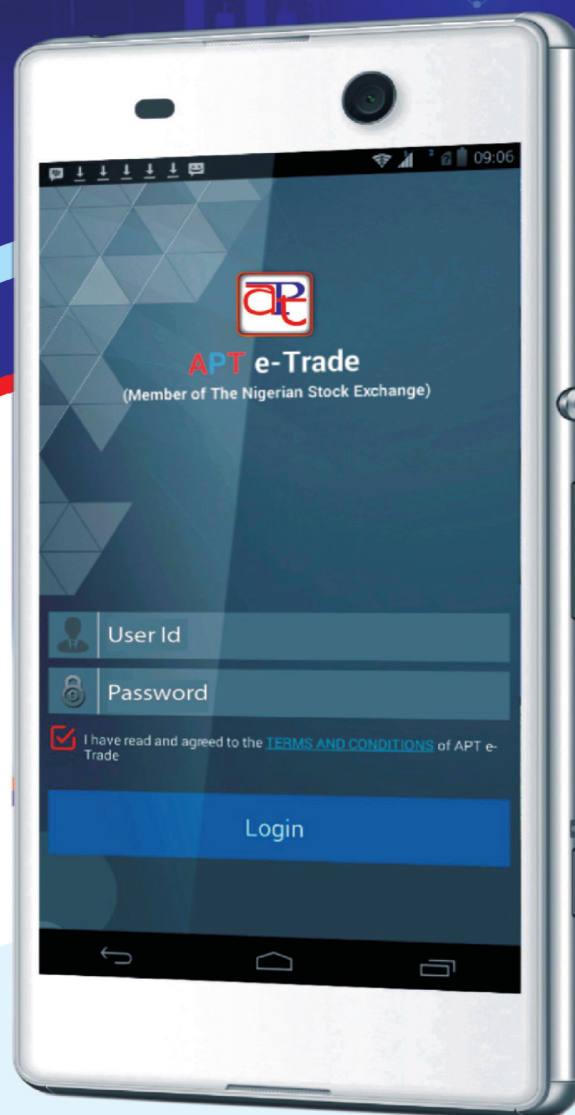 09:06
aPt
APT e-Trade
(Member of The Nigerian Stock Exchange)
User Id
Password
I have read and agreed to the TERMS AND CONDITIONS of APT e-
Trade
Login